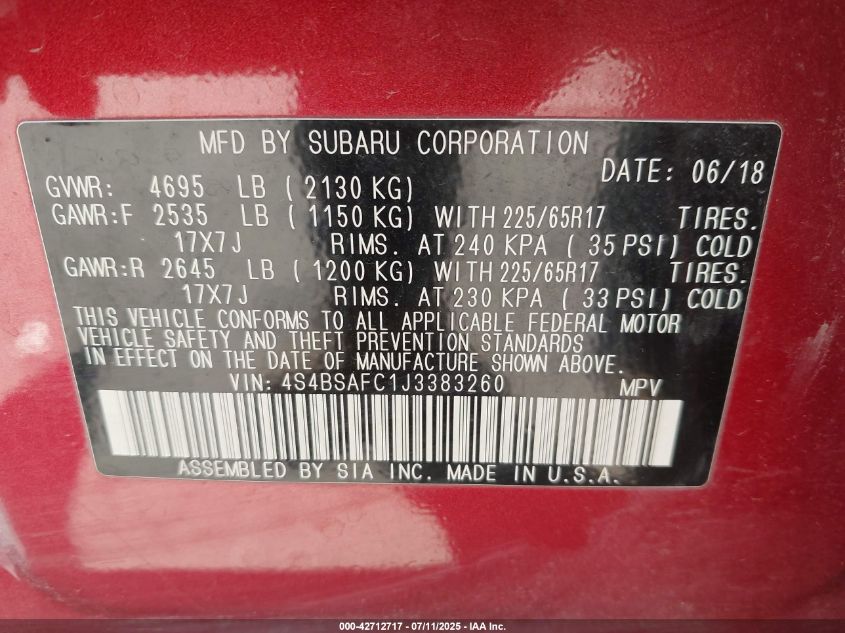 MFD BY SUBARU CORPORATION
DATE: 06/18
GVWR: 4695 LB ( 2130 KG)
GAWR:F 2535 LB ( 1150 KG) WITH 225/65R17 TIRES.
17X7J RIMS. AT 240 KPA ( 35 PSI) COLD
GAWR:R 2645 LB ( 1200 KG) WITH 225/65R17 TIRES.
17X7J RIMS. AT 230 KPA ( 33 PSI) COLD
THIS VEHICLE CONFORMS TO ALL APPLICABLE FEDERAL MOTOR
VEHICLE SAFETY AND THEFT PREVENTION STANDARDS
IN EFFECT ON THE DATE OF MANUFACTURE SHOWN ABOVE.
VIN: 4S4BSAFC1J3383260 MPV
ASSEMBLED BY SIA INC. MADE IN U.S.A.
000-42712717 - 07/11/2025 - IAA Inc.